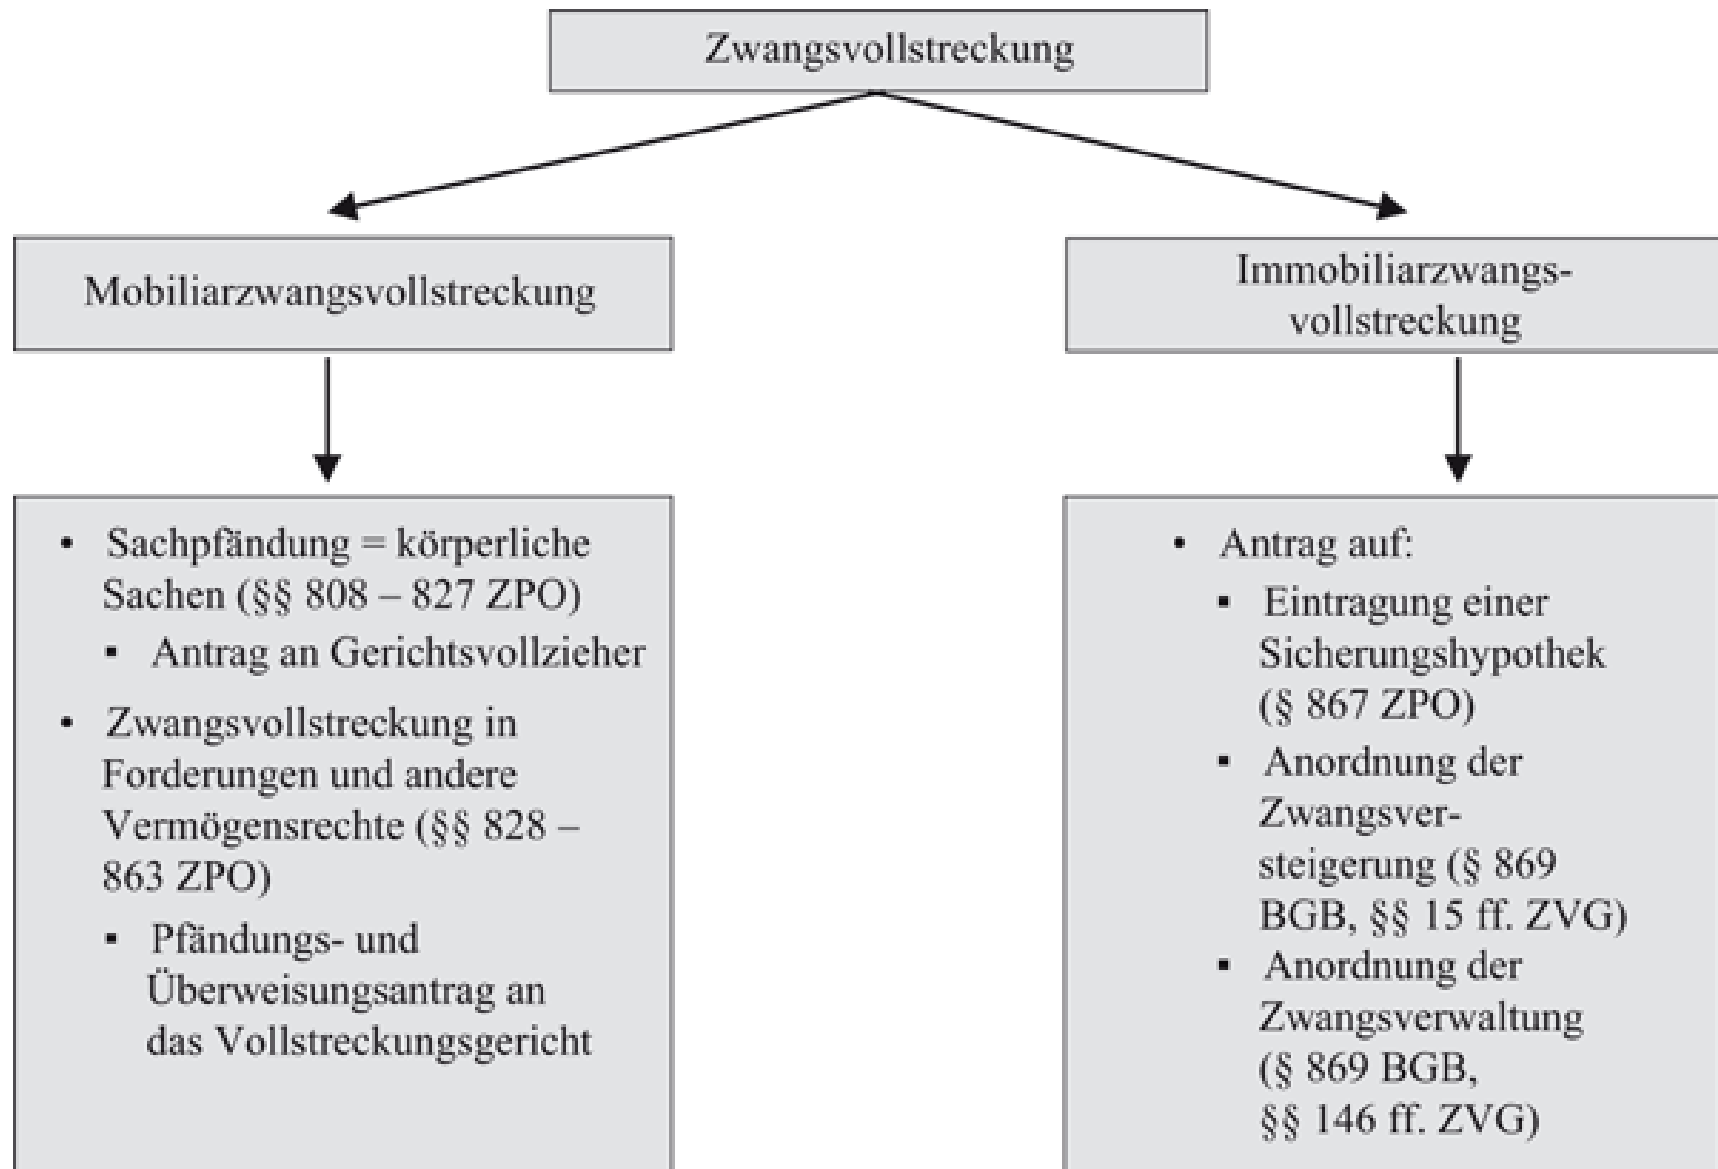 Zwangsvollstreckung
Mobiliarzwangsvollstreckung
Immobiliarzwangs-
vollstreckung
• Sachpfändung = körperliche
Sachen (§§ 808 – 827 ZPO)
▪ Antrag an Gerichtsvollzieher
• Zwangsvollstreckung in
Forderungen und andere
Vermögensrechte (§§ 828 –
863 ZPO)
▪ Pfändungs- und
Überweisungsantrag an
das Vollstreckungsgericht
• Antrag auf:
▪ Eintragung einer
Sicherungshypothek
(§ 867 ZPO)
▪ Anordnung der
Zwangsver-
steigerung (§ 869
BGB, §§ 15 ff. ZVG)
▪ Anordnung der
Zwangsverwaltung
(§ 869 BGB,
§§ 146 ff. ZVG)